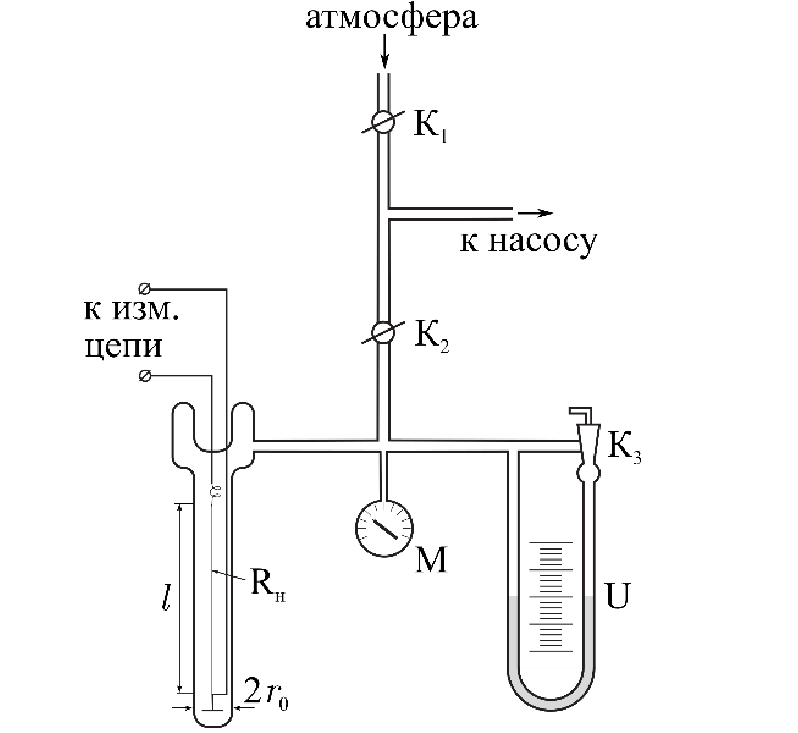 атмосфера
К₁
к насосу
к изм.
цепи
К₂
К₃
М
U
l
Rн
2r₀